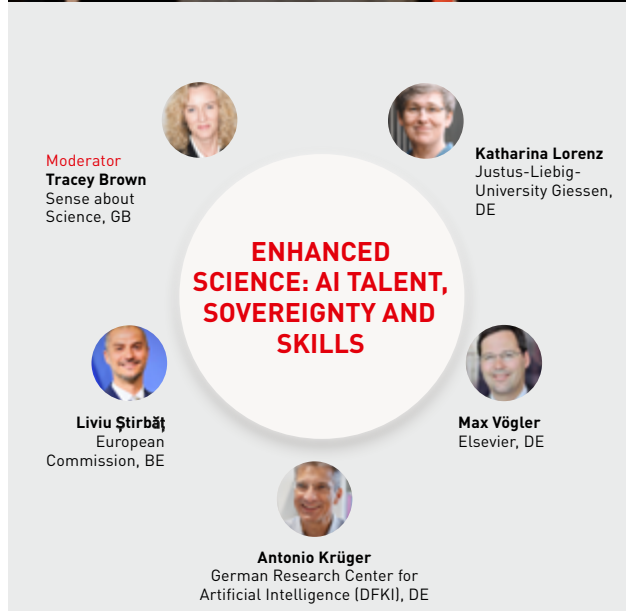 Moderator
Tracey Brown
Sense about
Science, GB
Katharina Lorenz
Justus-Liebig-
University Giessen,
DE
ENHANCED
SCIENCE: AI TALENT,
SOVEREIGNTY AND
SKILLS
Liviu Știrbăț
European
Commission, BE
Max Vögler
Elsevier, DE
Antonio Krüger
German Research Center for
Artificial Intelligence (DFKI), DE